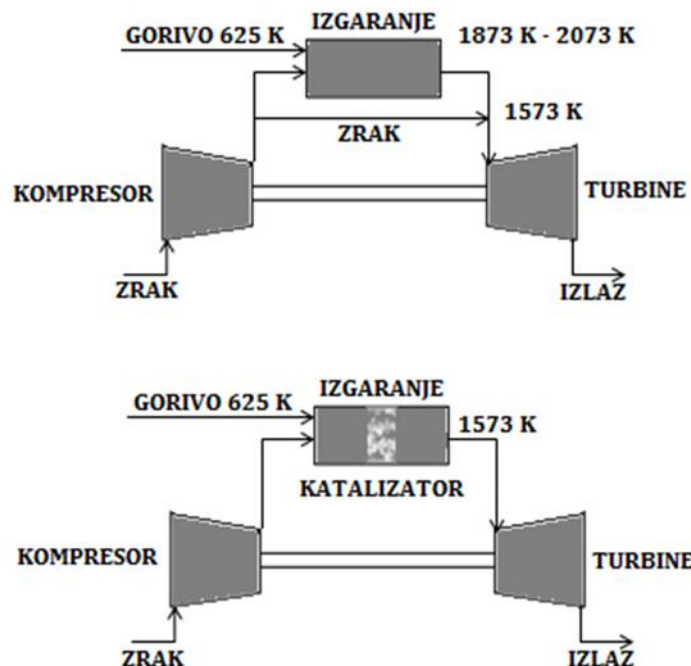 IZGARANJE
GORIVO 625 K
1873 K - 2073 K
1573 K
ZRAK
KOMPRESOR
TURBINE
ZRAK
IZLAZ
IZGARANJE
GORIVO 625 K
1573 K
KATALIZATOR
KOMPRESOR
TURBINE
ZRAK
IZLAZ